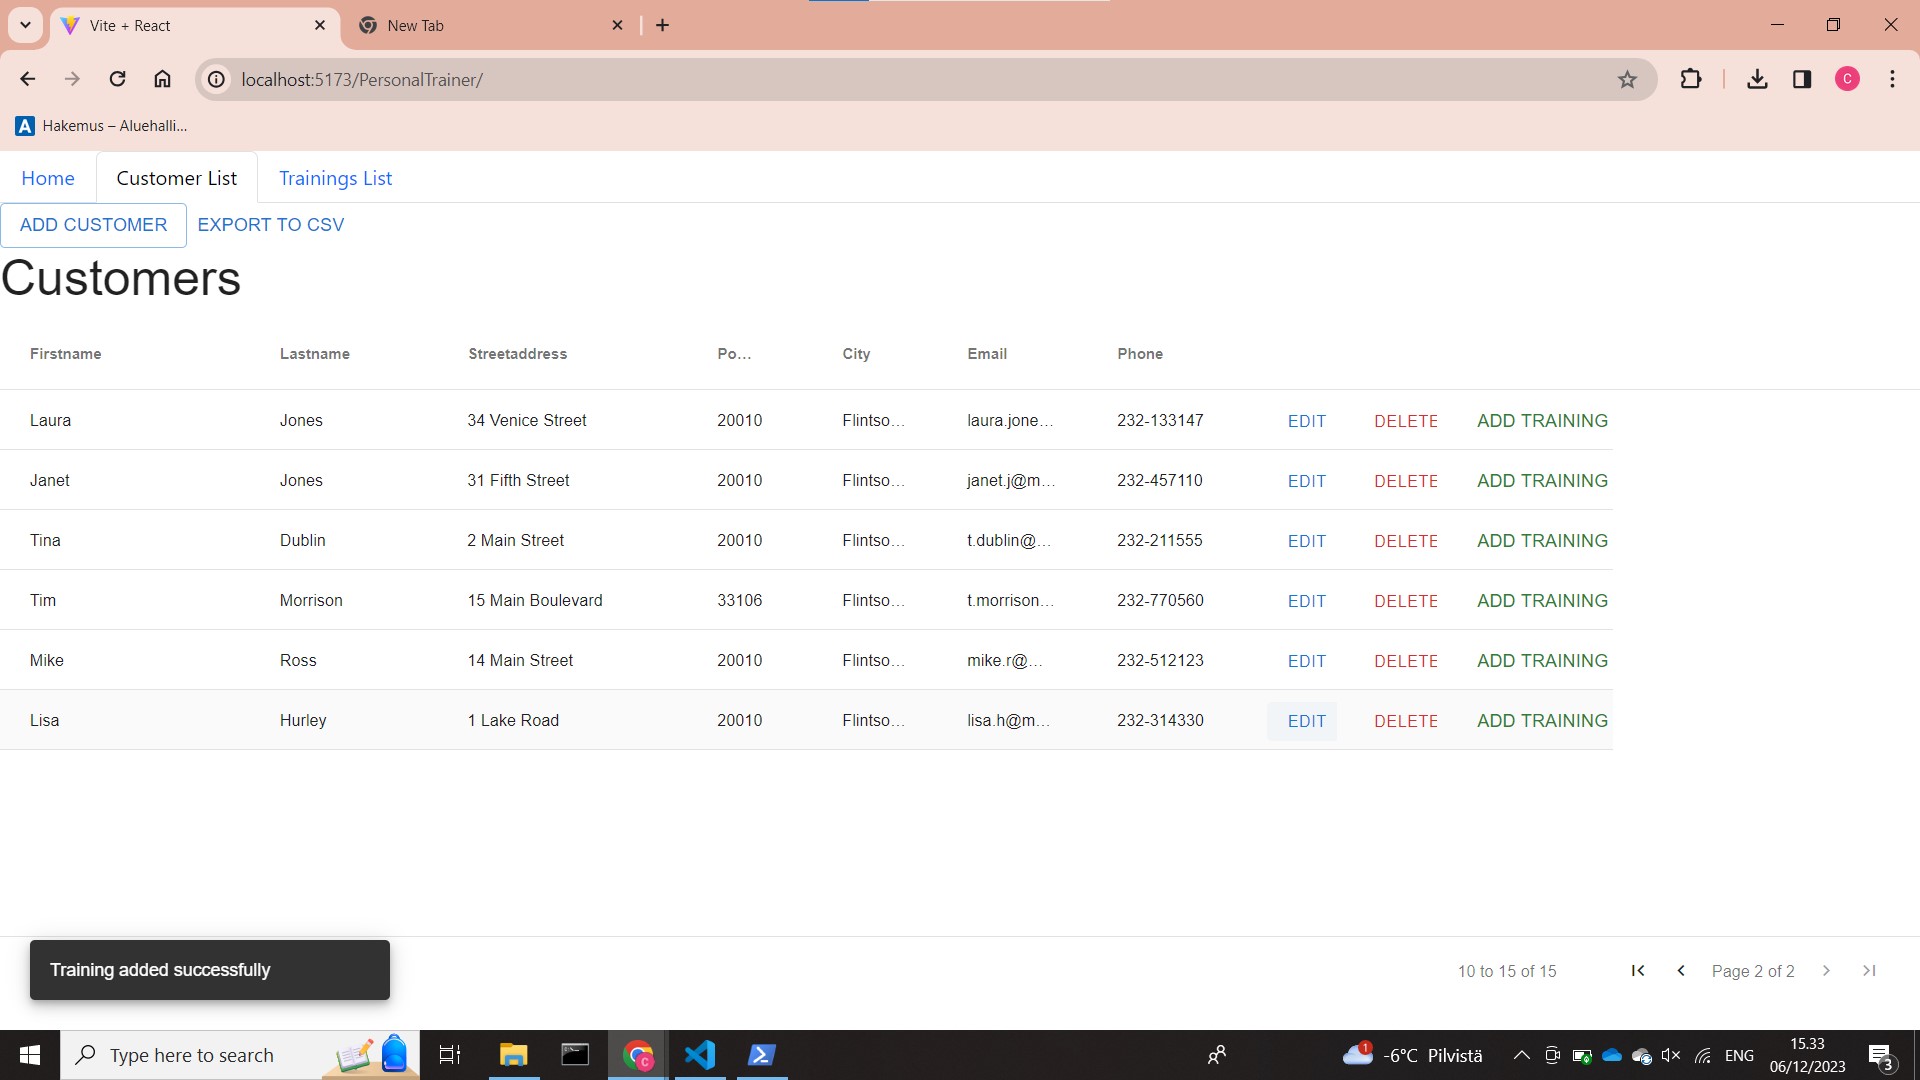 Vite + React
New Tab
localhost:5173/PersonalTrainer/
C
A Hakemus – Aluehalli...
Home Customer List Trainings List
ADD CUSTOMER EXPORT TO CSV
Customers
Firstname Lastname Streetaddress Po... City Email Phone
Laura Jones 34 Venice Street 20010 Flintso... laura.jone... 232-133147 EDIT DELETE ADD TRAINING
Janet Jones 31 Fifth Street 20010 Flintso... janet.j@m... 232-457110 EDIT DELETE ADD TRAINING
Tina Dublin 2 Main Street 20010 Flintso... t.dublin@... 232-211555 EDIT DELETE ADD TRAINING
Tim Morrison 15 Main Boulevard 33106 Flintso... t.morrison... 232-770560 EDIT DELETE ADD TRAINING
Mike Ross 14 Main Street 20010 Flintso... mike.r@... 232-512123 EDIT DELETE ADD TRAINING
Lisa Hurley 1 Lake Road 20010 Flintso... lisa.h@m... 232-314330 EDIT DELETE ADD TRAINING
Training added successfully
10 to 15 of 15 Page 2 of 2
Type here to search
C
1
-6°C Pilvistä
ENG
15.33
06/12/2023
3